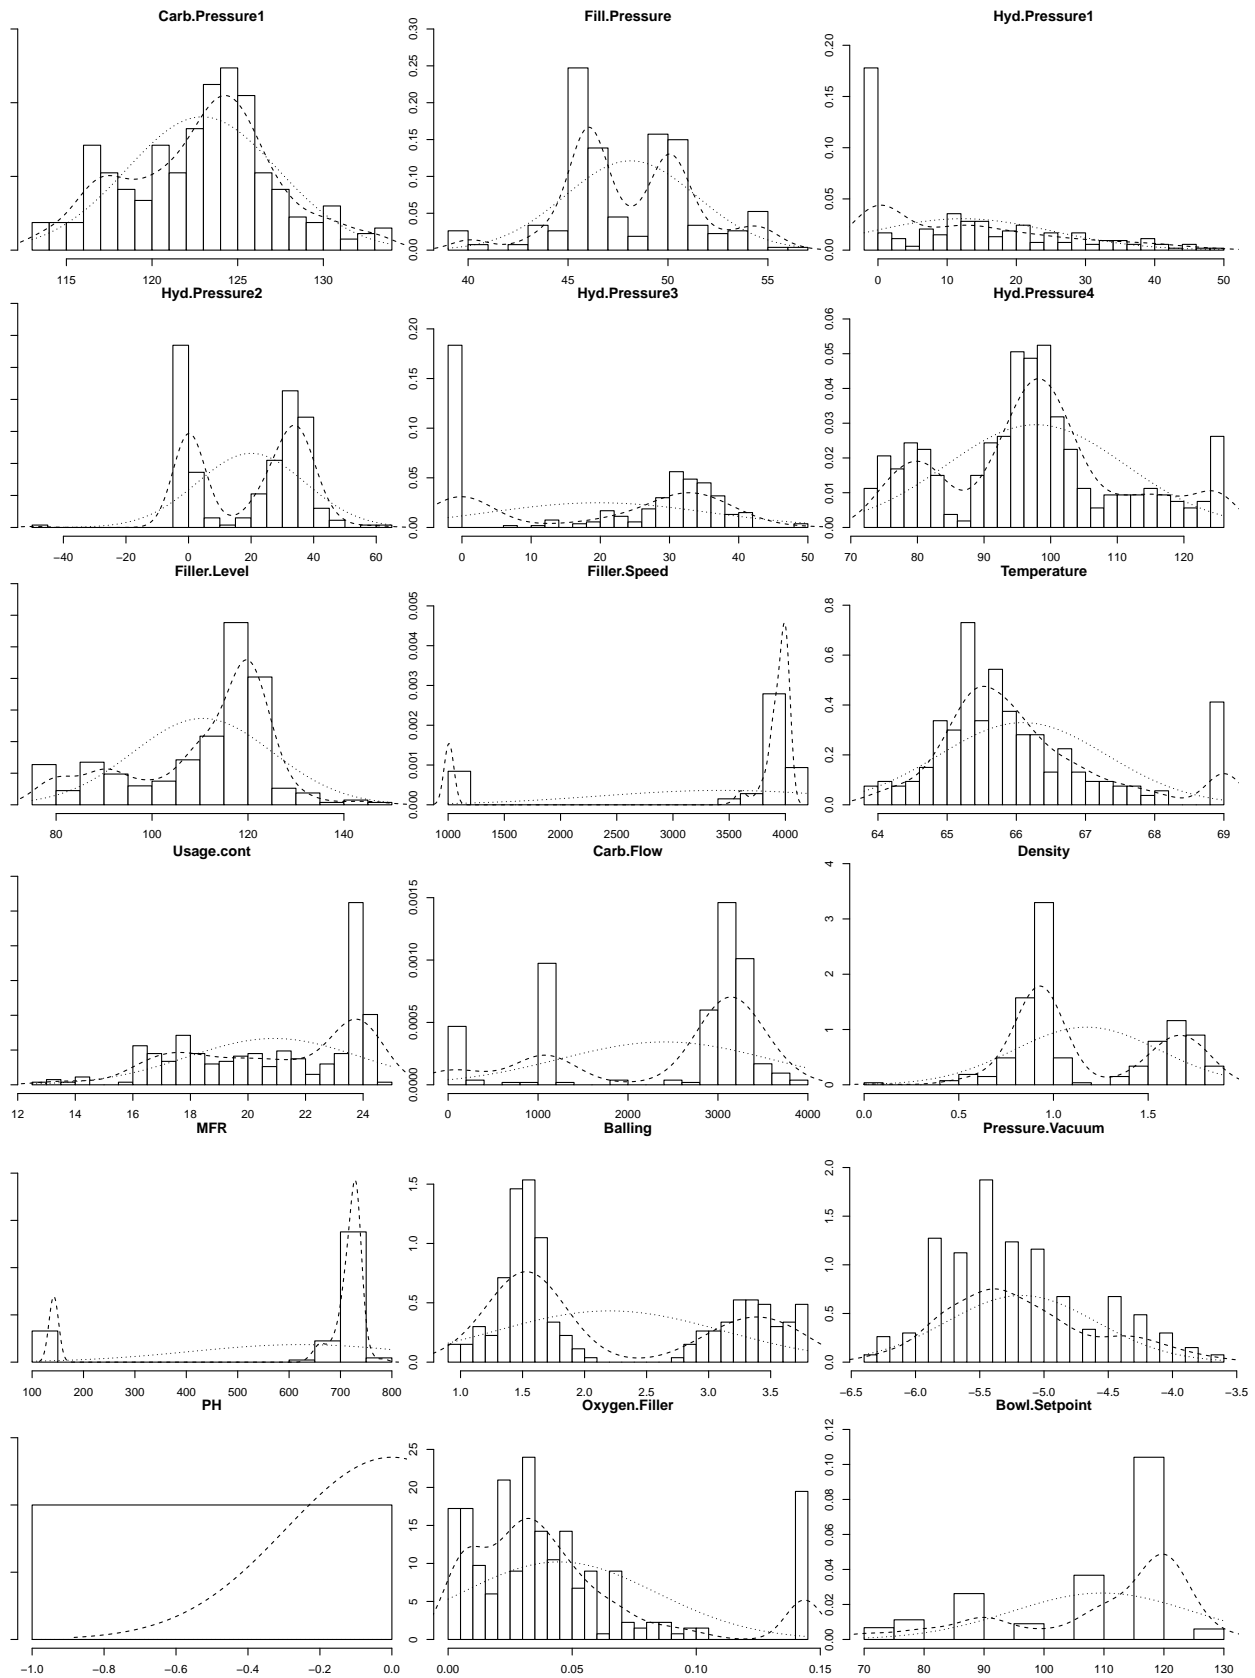 Carb.Pressure1 Fill.Pressure Hyd.Pressure1
0.00 0.05 0.10 0.15 0.20 0.25 0.30
0.00 0.05 0.10 0.15 0.20
115 120 125 130 40 45 50 55 0 10 20 30 40 50
Hyd.Pressure2 Hyd.Pressure3 Hyd.Pressure4
0.00 0.05 0.10 0.15 0.20
0.00 0.01 0.02 0.03 0.04 0.05 0.06
−40 −20 0 20 40 60 0 10 20 30 40 50 70 80 90 100 110 120
Filler.Level Filler.Speed Temperature
0.000 0.001 0.002 0.003 0.004 0.005
0.0 0.2 0.4 0.6 0.8
80 100 120 140 1000 1500 2000 2500 3000 3500 4000 64 65 66 67 68 69
Usage.cont Carb.Flow Density
0.0000 0.0005 0.0010 0.0015
0 1 2 3 4
12 14 16 18 20 22 24 0 1000 2000 3000 4000 0.0 0.5 1.0 1.5
MFR Balling Pressure.Vacuum
0.0 0.5 1.0 1.5
0.0 0.5 1.0 1.5 2.0
100 200 300 400 500 600 700 800 1.0 1.5 2.0 2.5 3.0 3.5 −6.5 −6.0 −5.5 −5.0 −4.5 −4.0 −3.5
PH Oxygen.Filler Bowl.Setpoint
0 5 10 15 20 25
0.00 0.02 0.04 0.06 0.08 0.10 0.12
−1.0 −0.8 −0.6 −0.4 −0.2 0.0 0.00 0.05 0.10 0.15 70 80 90 100 110 120 130